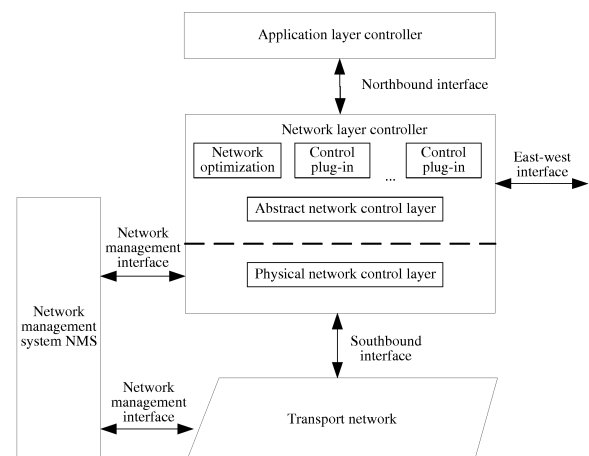 Application layer controller
Northbound interface
Network layer controller
Network
optimization
Control
plug-in
...
Control
plug-in
East-west
interface
Abstract network control layer
Network
management
interface
Physical network control layer
Network
management
system NMS
Southbound
interface
Network
management
interface
Transport network